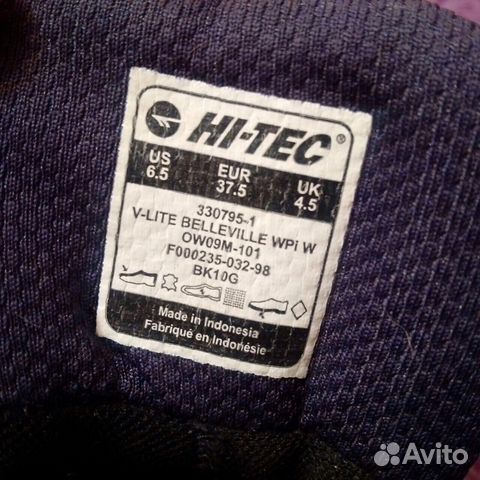 HI-TEC
US EUR UK
6.5 37.5 4.5
330795-1
V-LITE BELLEVILLE WPi W
OW09M-101
F000235-032-98
BK10G
Made in Indonesia
Fabriqué en Indonésie
Avito